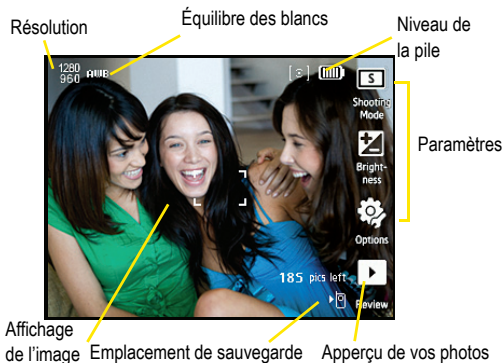 Résolution
Équilibre des blancs
Niveau de
la pile
1280
960
AWB
S
Shooting
Mode
Paramètres
Bright-
ness
Options
185 pics left
Review
Affichage
de l'image
Emplacement de sauvegarde
Apperçu de vos photos